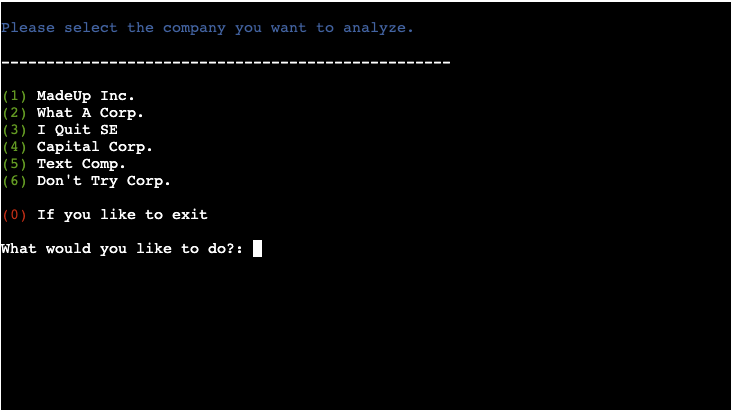 Please select the company you want to analyze.
--------------------------------------------------
(1) MadeUp Inc.
(2) What A Corp.
(3) I Quit SE
(4) Capital Corp.
(5) Text Comp.
(6) Don't Try Corp.
(0) If you like to exit
What would you like to do?: